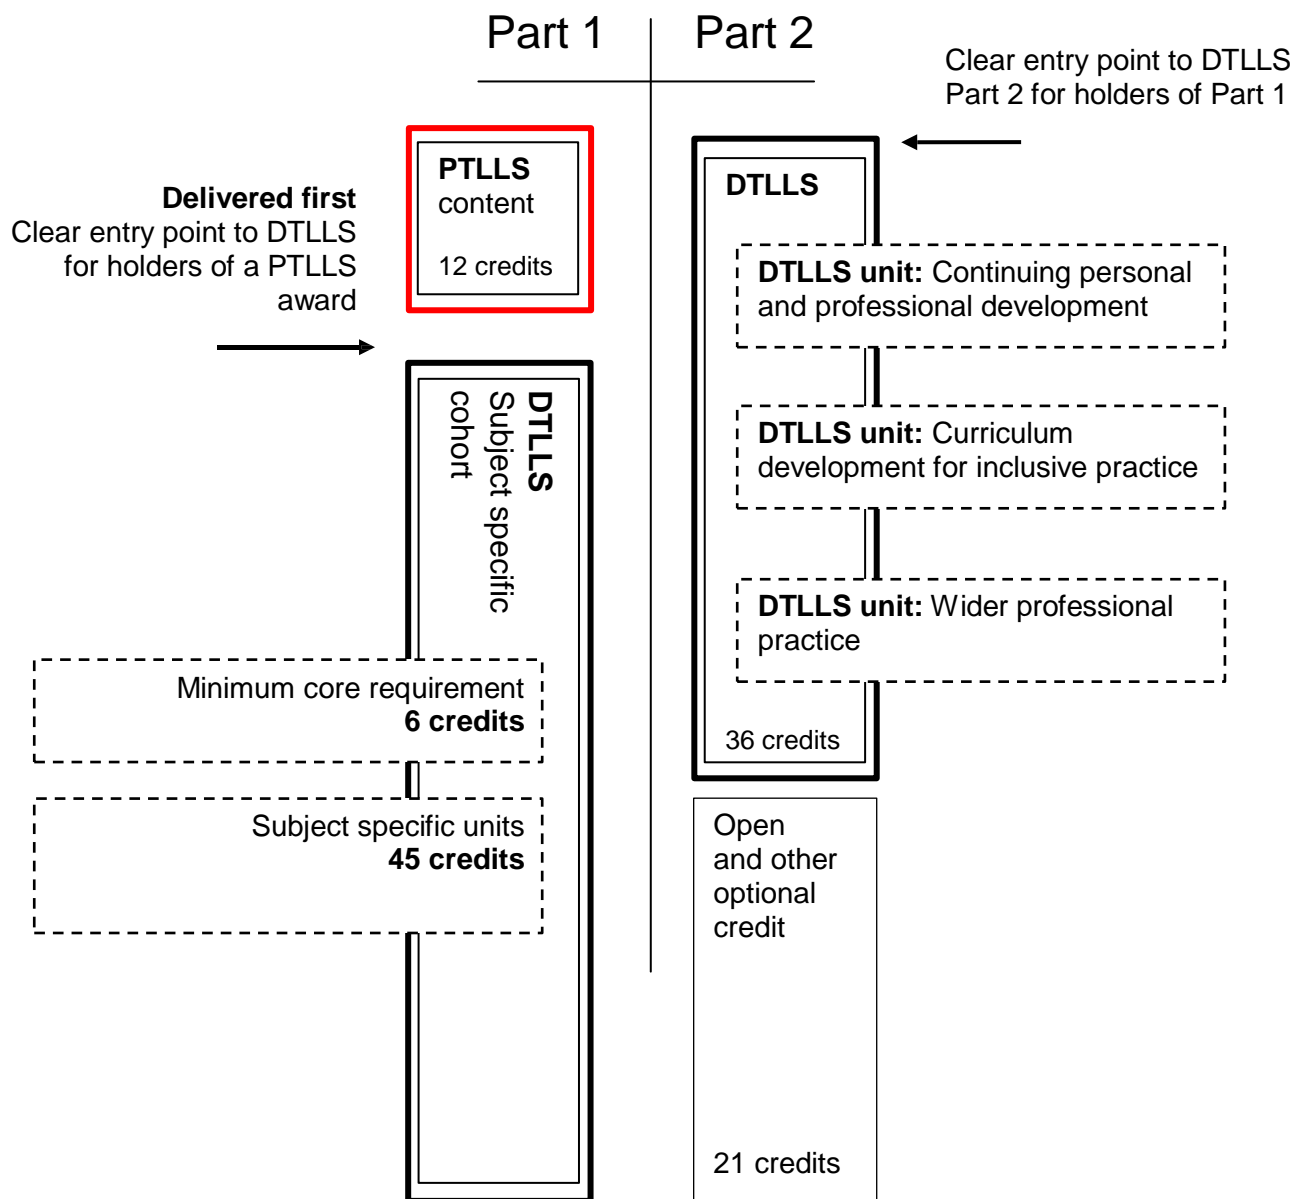 Part 1
Part 2
Clear entry point to DTLLS
Part 2 for holders of Part 1
PTLLS
content
12 credits
Delivered first
Clear entry point to DTLLS
for holders of a PTLLS
award
DTLLS
Subject specific
cohort
Minimum core requirement
6 credits
Subject specific units
45 credits
DTLLS
DTLLS unit: Continuing personal
and professional development
DTLLS unit: Curriculum
development for inclusive practice
DTLLS unit: Wider professional
practice
36 credits
Open
and other
optional
credit
21 credits